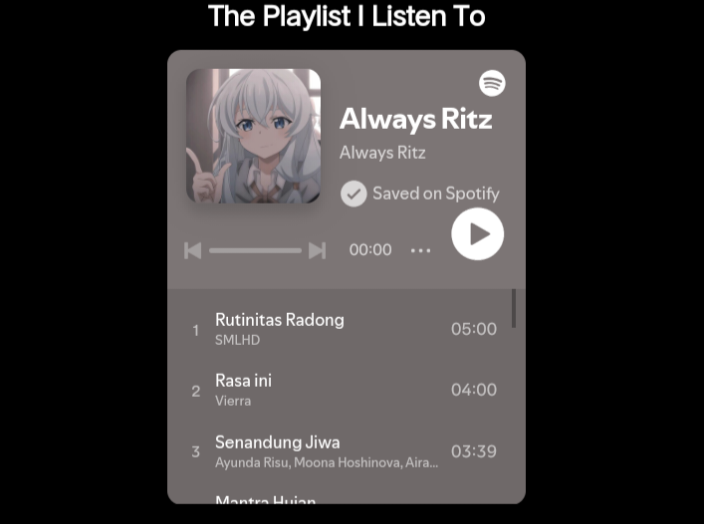 The Playlist I Listen To
Always Ritz
Always Ritz
Saved on Spotify
00:00
1 Rutinitas Radong 05:00
SMLHD
2 Rasa ini 04:00
Vierra
3 Senandung Jiwa 03:39
Ayunda Risu, Moona Hoshinova, Aira...
Mantra Hujan